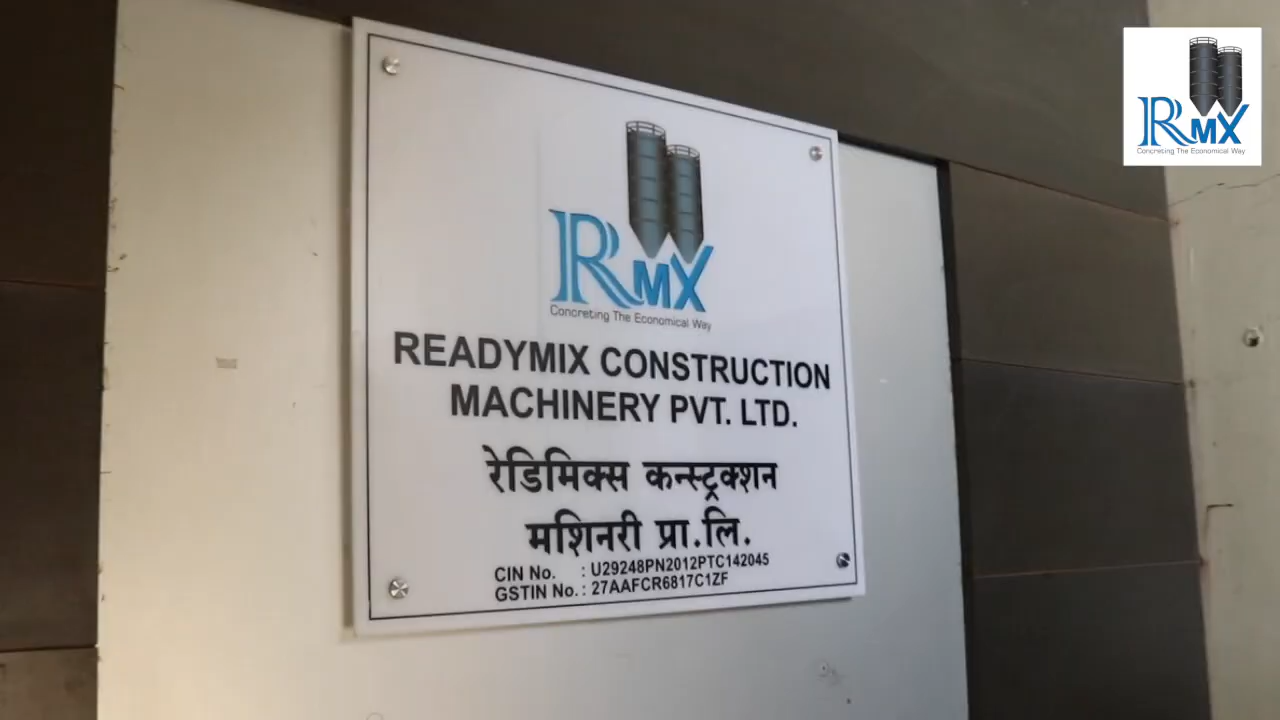 RMX
Concreting The Economical Way
READYMIX CONSTRUCTION
MACHINERY PVT. LTD.
रेडिमिक्स कन्स्ट्रक्शन
मशिनरी प्रा.लि.
CIN No. : U29248PN2012PTC142045
GSTIN No. : 27AAFCR6817C1ZF
RMX
Concreting The Economical Way